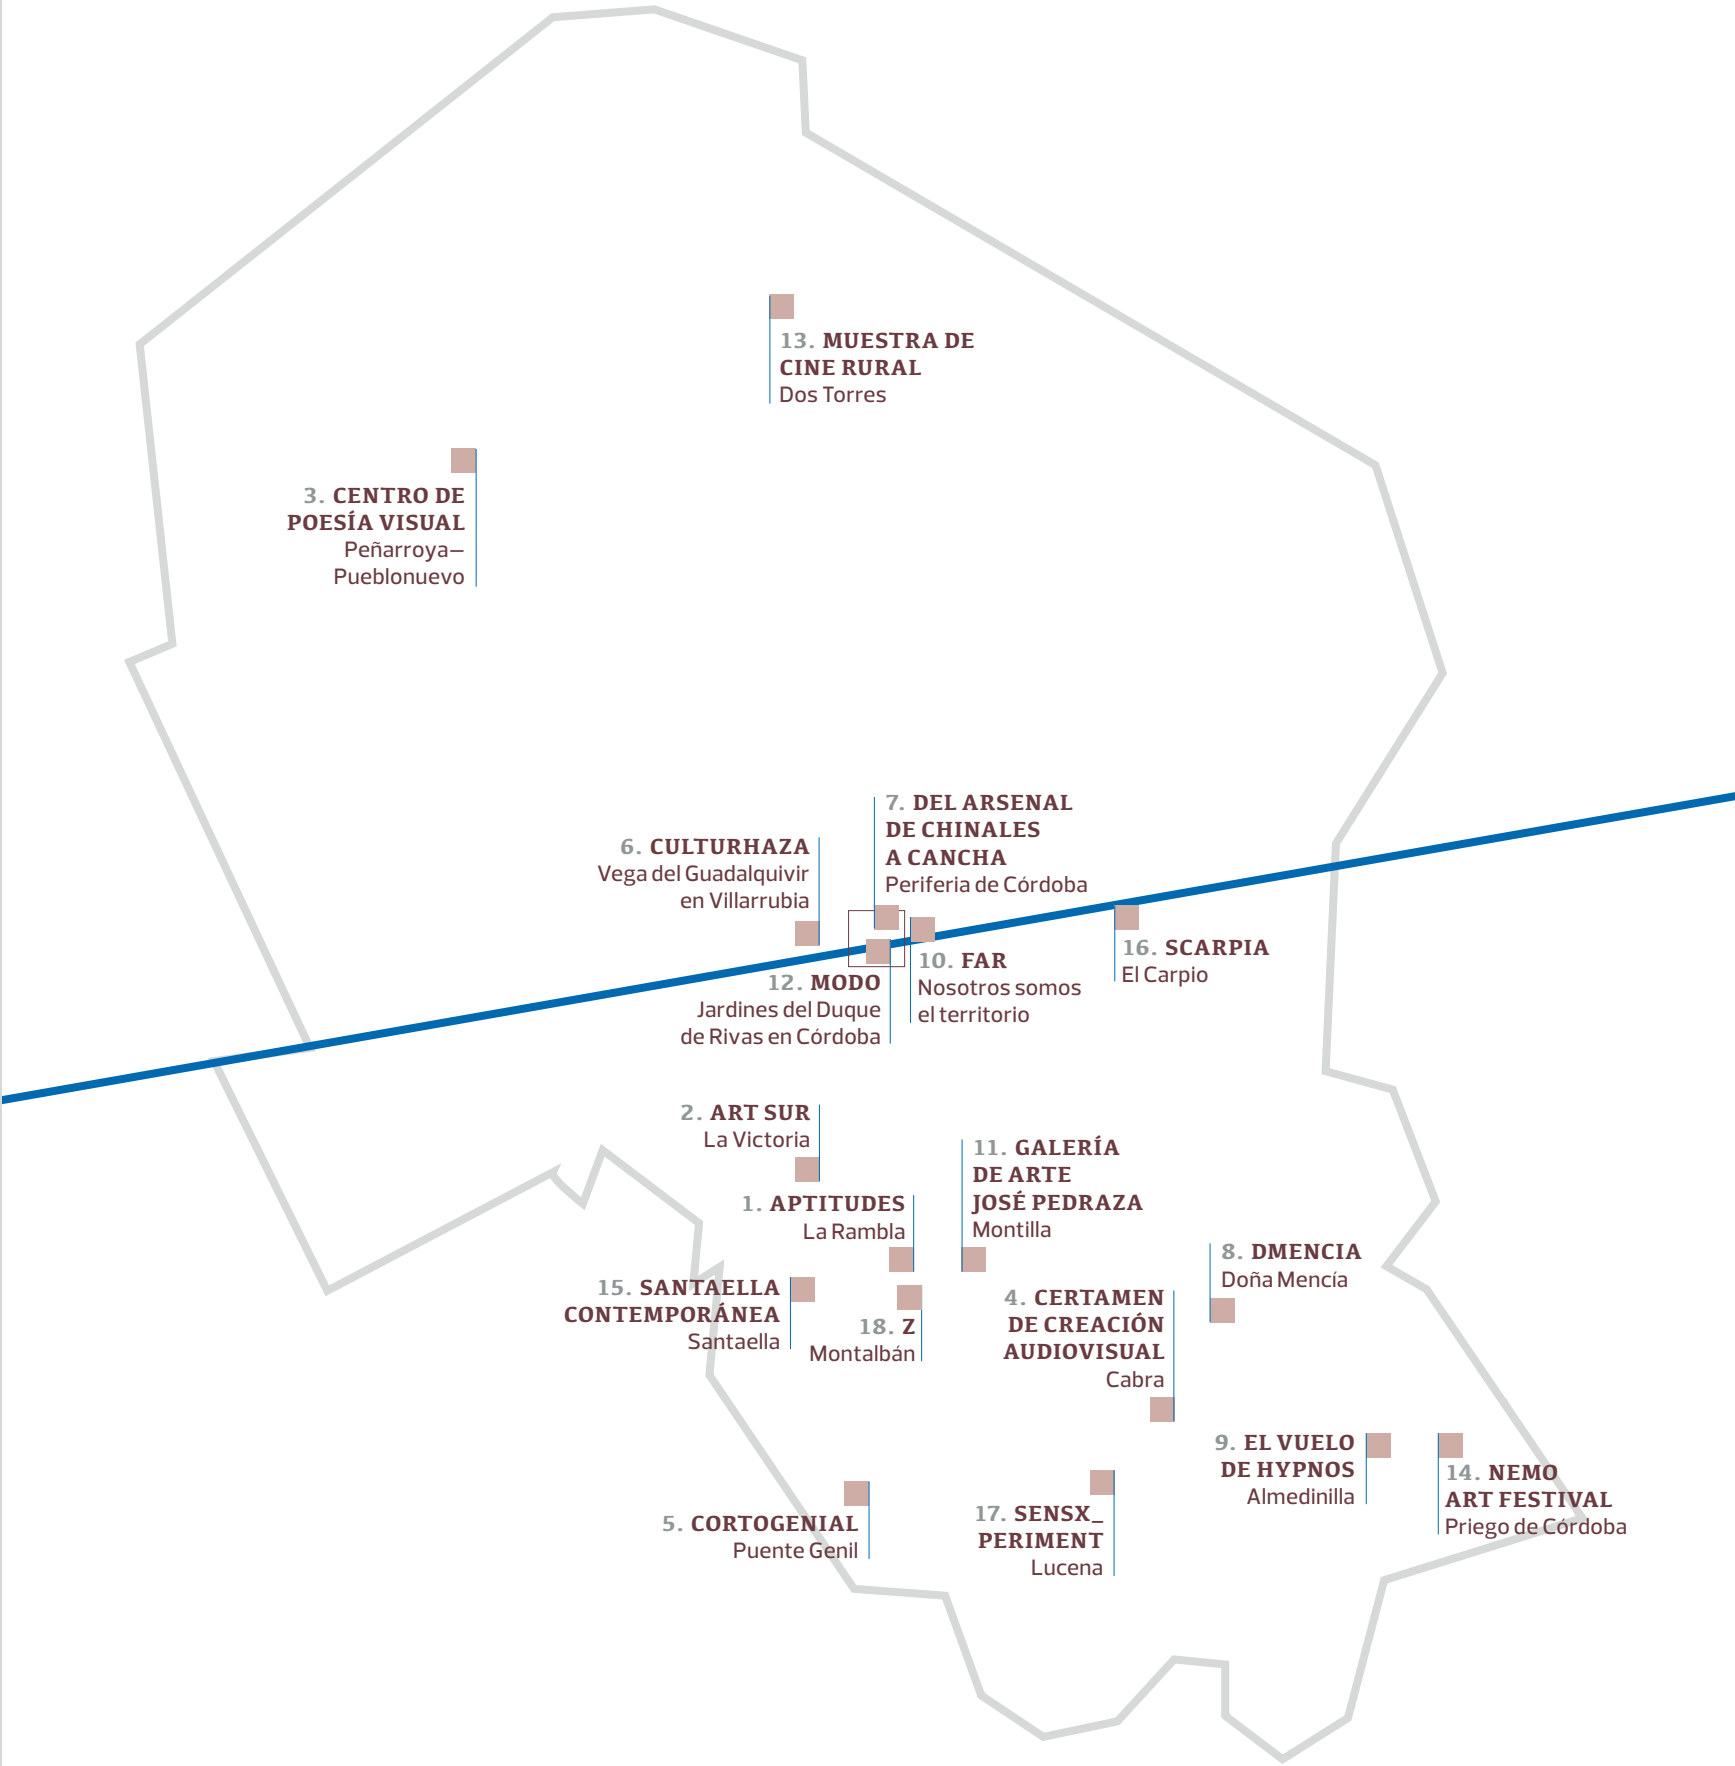 13. MUESTRA DE
CINE RURAL
Dos Torres
3. CENTRO DE
POESÍA VISUAL
Peñarroya–
Pueblonuevo
7. DEL ARSENAL
DE CHINALES
A CANCHA
Periferia de Córdoba
6. CULTURHAZA
Vega del Guadalquivir
en Villarrubia
16. SCARPIA
El Carpio
10. FAR
Nosotros somos
el territorio
12. MODO
Jardines del Duque
de Rivas en Córdoba
2. ART SUR
La Victoria
11. GALERÍA
DE ARTE
JOSÉ PEDRAZA
Montilla
1. APTITUDES
La Rambla
8. DMENCIA
Doña Mencía
15. SANTAELLA
CONTEMPORÁNEA
Santaella
18. Z
Montalbán
4. CERTAMEN
DE CREACIÓN
AUDIOVISUAL
Cabra
9. EL VUELO
DE HYPNOS
Almedinilla
14. NEMO
ART FESTIVAL
Priego de Córdoba
5. CORTOGENIAL
Puente Genil
17. SENSX_
PERIMENT
Lucena